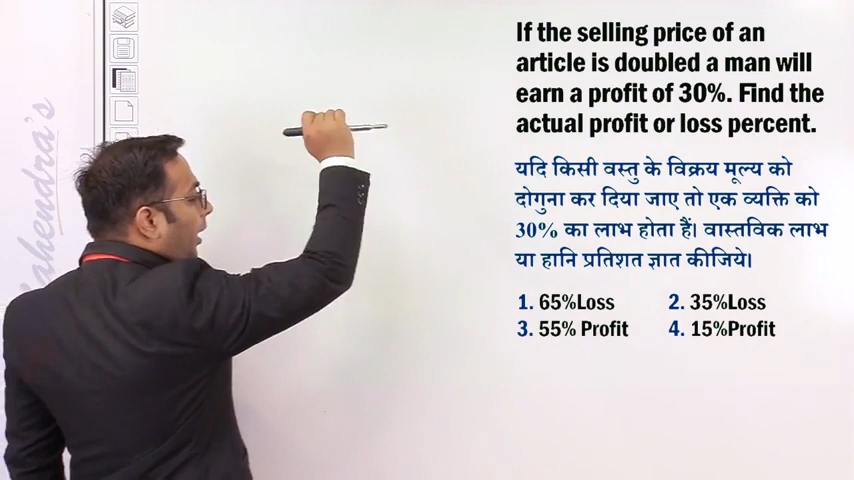 If the selling price of an
article is doubled a man will
earn a profit of 30%. Find the
actual profit or loss percent.
यदि किसी वस्तु के विक्रय मूल्य को
दोगुना कर दिया जाए तो एक व्यक्ति को
30% का लाभ होता हैं। वास्तविक लाभ
या हानि प्रतिशत ज्ञात कीजिये।
1. 65%Loss 2. 35%Loss
3. 55% Profit 4. 15%Profit
ahendra's